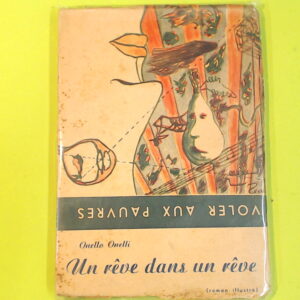 VOLER AUX PAUVRES
Onello Onelli
Un rêve dans un rêve
(roman illustré)